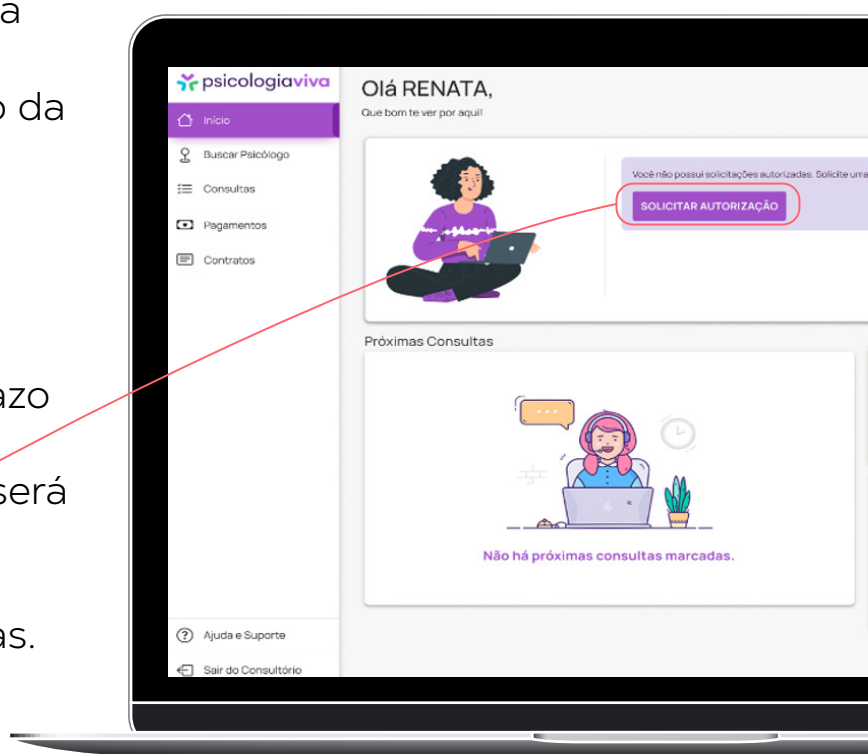 a
o da
azo
será
as.
psicologiaviva
Início
Buscar Psicólogo
Consultas
Pagamentos
Contratos
Ajuda e Suporte
Sair do Consultório
Olá RENATA,
Que bom te ver por aqui!
Você não possui solicitações autorizadas. Solicite uma
SOLICITAR AUTORIZAÇÃO
Próximas Consultas
Não há próximas consultas marcadas.